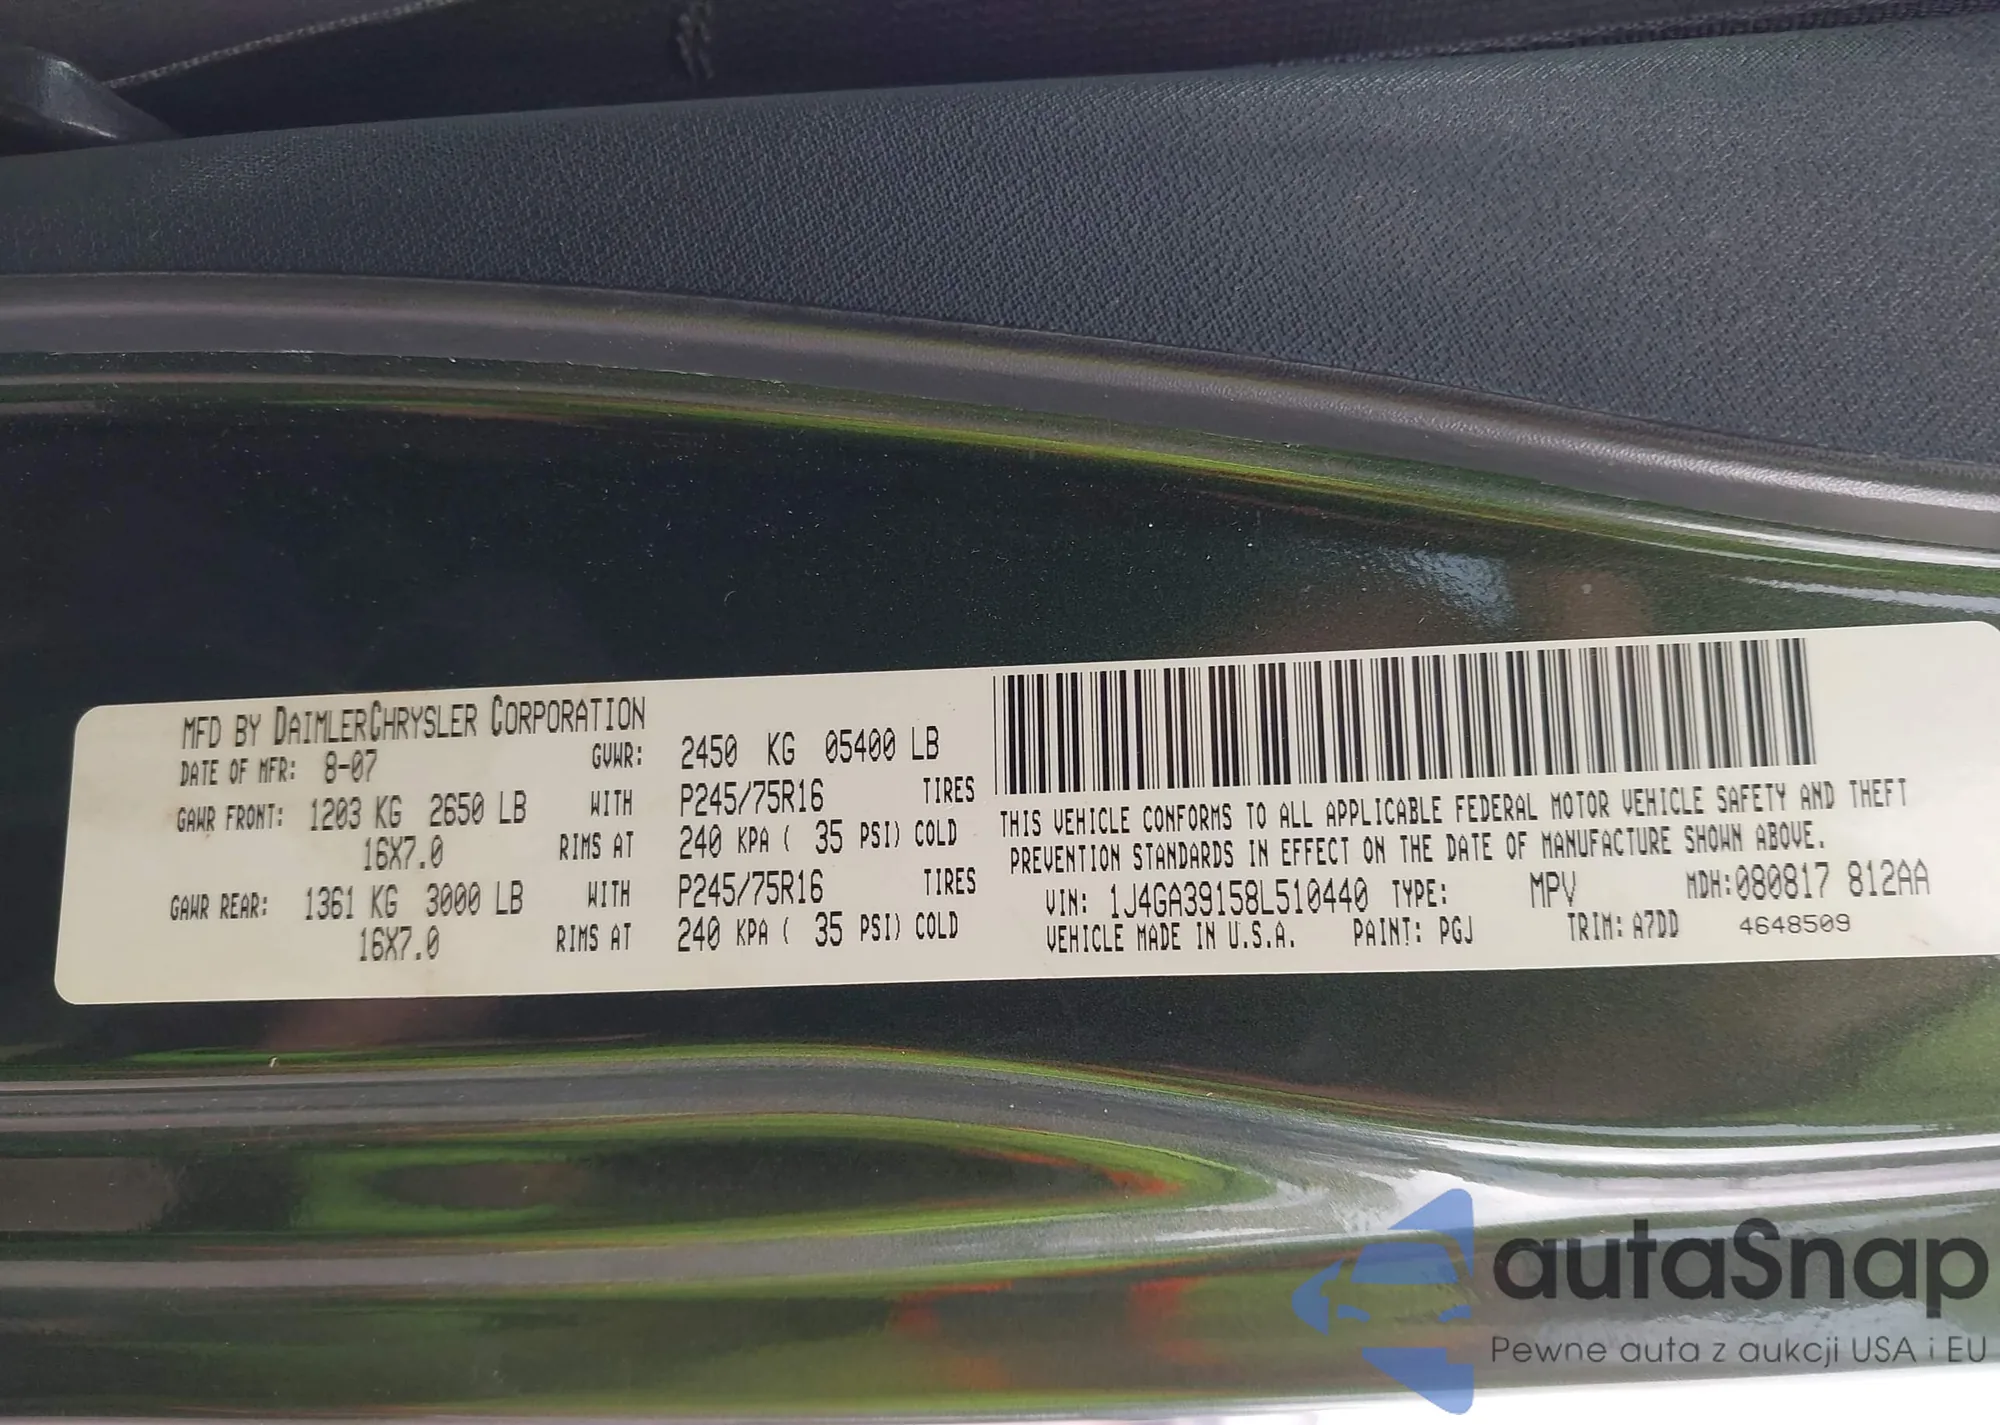 MFD BY DAIMLERCHRYSLER CORPORATION
DATE OF MFR: 8-07 GVWR: 2450 KG 05400 LB
GAWR FRONT: 1203 KG 2650 LB WITH P245/75R16 TIRES
16X7.0 RIMS AT 240 KPA ( 35 PSI) COLD
GAWR REAR: 1361 KG 3000 LB WITH P245/75R16 TIRES
16X7.0 RIMS AT 240 KPA ( 35 PSI) COLD
THIS VEHICLE CONFORMS TO ALL APPLICABLE FEDERAL MOTOR VEHICLE SAFETY AND THEFT
PREVENTION STANDARDS IN EFFECT ON THE DATE OF MANUFACTURE SHOWN ABOVE.
VIN: 1J4GA39158L510440 TYPE: MPV MDH:080817 812AA
VEHICLE MADE IN U.S.A. PAINT: PGJ TRIM: A7DD 4648509
autaSnap
Pewne auta z aukcji USA i EU